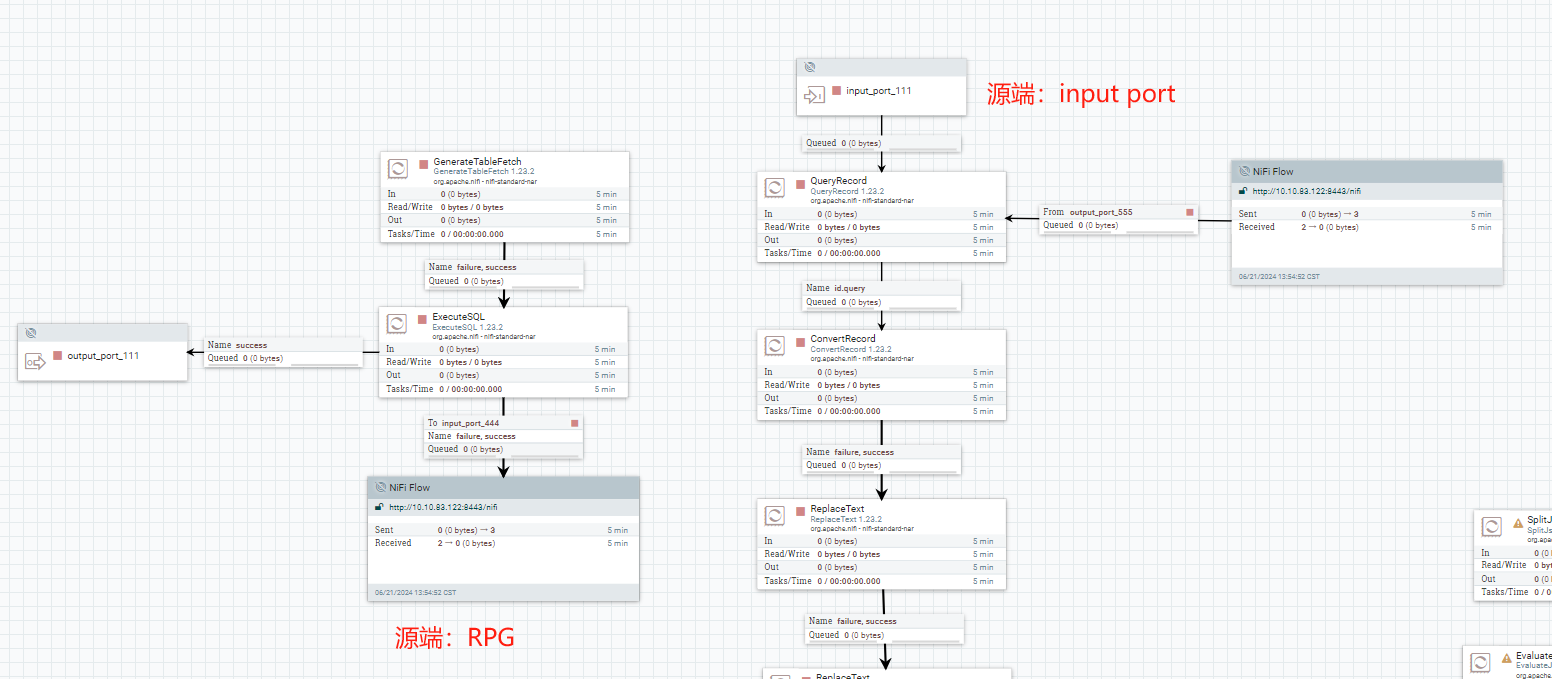 input_port_111
源端：input port
Queued 0 (0 bytes)
GenerateTableFetch
GenerateTableFetch 1.23.2
org.apache.nifi - nifi-standard-nar
In 0 (0 bytes) 5 min
Read/Write 0 bytes / 0 bytes 5 min
Out 0 (0 bytes) 5 min
Tasks/Time 0 / 00:00:00.000 5 min
Name failure, success
Queued 0 (0 bytes)
ExecuteSQL
ExecuteSQL 1.23.2
org.apache.nifi - nifi-standard-nar
In 0 (0 bytes) 5 min
Read/Write 0 bytes / 0 bytes 5 min
Out 0 (0 bytes) 5 min
Tasks/Time 0 / 00:00:00.000 5 min
Name success
Queued 0 (0 bytes)
output_port_111
To input_port_444
Name failure, success
Queued 0 (0 bytes)
NiFi Flow
http://10.10.83.122:8443/nifi
Sent 0 (0 bytes) → 3 5 min
Received 2 → 0 (0 bytes) 5 min
06/21/2024 13:54:52 CST
源端：RPG
QueryRecord
QueryRecord 1.23.2
org.apache.nifi - nifi-standard-nar
In 0 (0 bytes) 5 min
Read/Write 0 bytes / 0 bytes 5 min
Out 0 (0 bytes) 5 min
Tasks/Time 0 / 00:00:00.000 5 min
From output_port_555
Queued 0 (0 bytes)
NiFi Flow
http://10.10.83.122:8443/nifi
Sent 0 (0 bytes) → 3 5 min
Received 2 → 0 (0 bytes) 5 min
06/21/2024 13:54:52 CST
Name id.query
Queued 0 (0 bytes)
ConvertRecord
ConvertRecord 1.23.2
org.apache.nifi - nifi-standard-nar
In 0 (0 bytes) 5 min
Read/Write 0 bytes / 0 bytes 5 min
Out 0 (0 bytes) 5 min
Tasks/Time 0 / 00:00:00.000 5 min
Name failure, success
Queued 0 (0 bytes)
ReplaceText
ReplaceText 1.23.2
org.apache.nifi - nifi-standard-nar
In 0 (0 bytes) 5 min
Read/Write 0 bytes / 0 bytes 5 min
Out 0 (0 bytes) 5 min
Tasks/Time 0 / 00:00:00.000 5 min
Name failure, success
Queued 0 (0 bytes)
ReplaceText
SplitJ
SplitJs
org.apa
In 0 (0
Read/Write 0 byt
Out 0 (0
Tasks/Time 0 / 0
Evaluate
EvaluateJ
org.apac